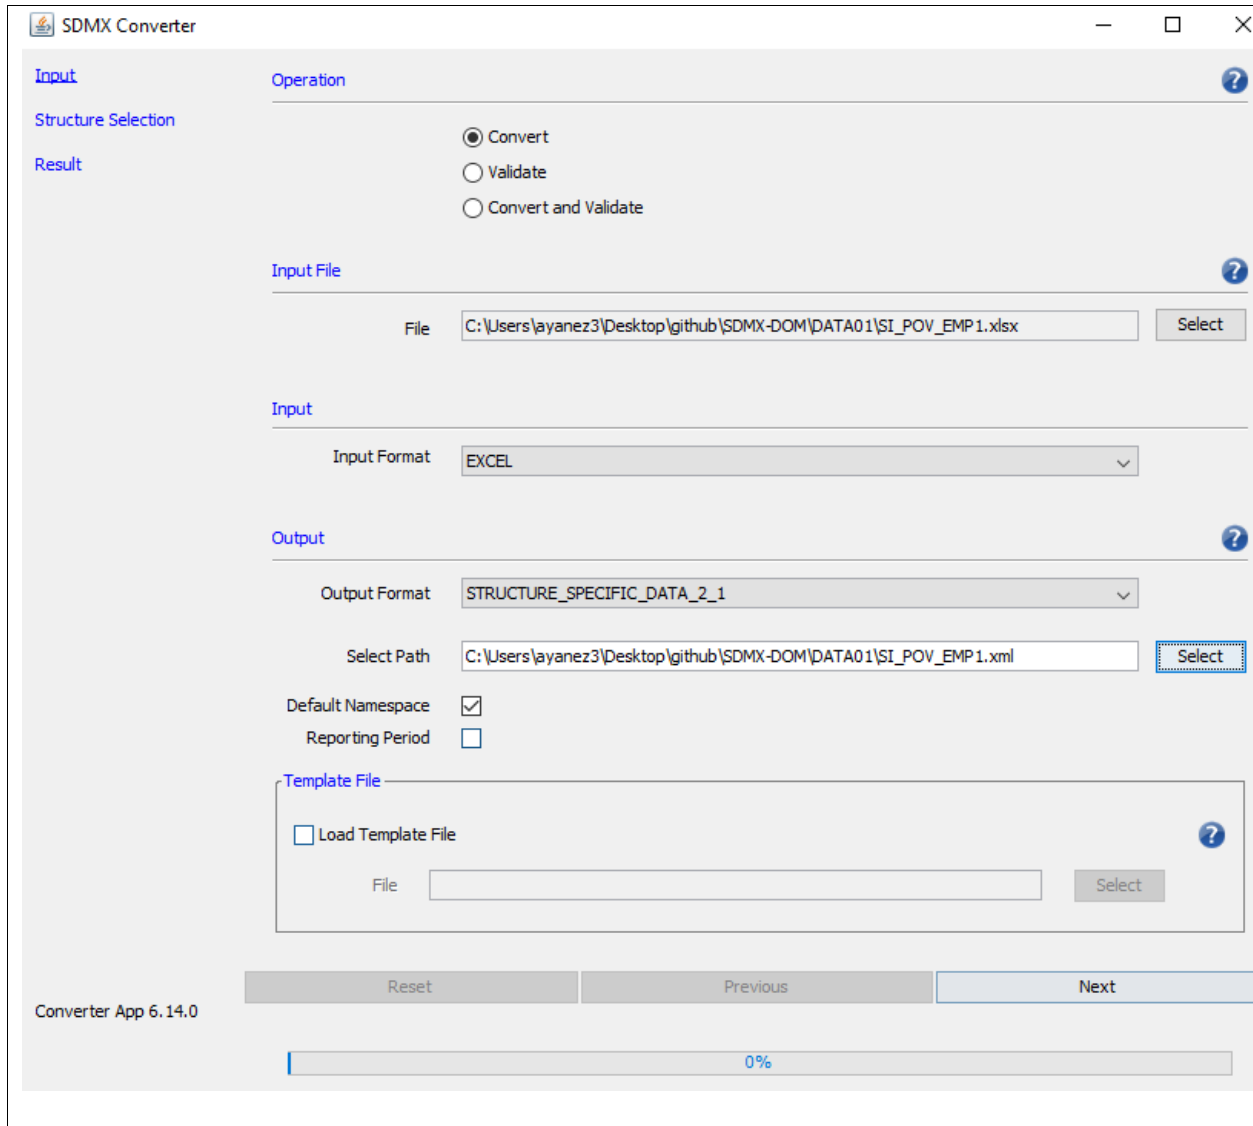 SDMX Converter
Input
Structure Selection
Result
Operation
Convert
Validate
Convert and Validate
Input File
File C:\Users\ayanez3\Desktop\github\SDMX-DOM\DATA01\SI_POV_EMP1.xlsx Select
Input
Input Format EXCEL
Output
Output Format STRUCTURE_SPECIFIC_DATA_2_1
Select Path C:\Users\ayanez3\Desktop\github\SDMX-DOM\DATA01\SI_POV_EMP1.xml Select
Default Namespace
Reporting Period
Template File
Load Template File
File Select
Reset Previous Next
Converter App 6.14.0
0%